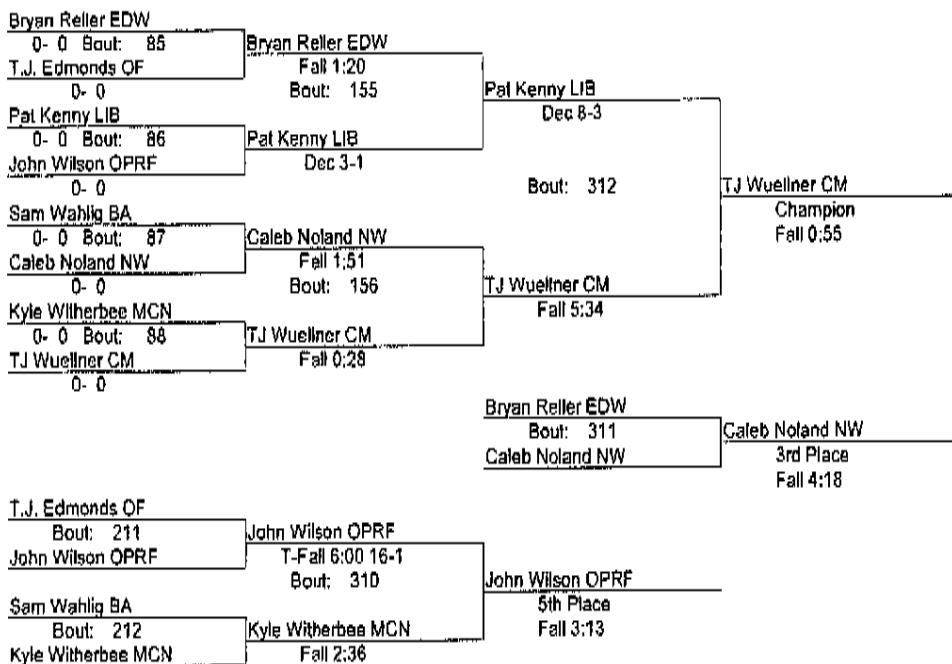 Bryan Reller EDW
0- 0 Bout: 85
T.J. Edmonds OF
0- 0
Pat Kenny LIB
0- 0 Bout: 86
John Wilson OPRF
0- 0
Sam Wahlig BA
0- 0 Bout: 87
Caleb Noland NW
0- 0
Kyle Witherbee MCN
0- 0 Bout: 88
TJ Wuellner CM
0- 0
Bryan Reller EDW
Fall 1:20
Bout: 155
Pat Kenny LIB
Dec 3-1
Caleb Noland NW
Fall 1:51
Bout: 156
TJ Wuellner CM
Fall 0:28
Pat Kenny LIB
Dec 8-3
Bout: 312
TJ Wuellner CM
Fall 5:34
TJ Wuellner CM
Champion
Fall 0:55
Bryan Reller EDW
Bout: 311
Caleb Noland NW
Caleb Noland NW
3rd Place
Fall 4:18
T.J. Edmonds OF
Bout: 211
John Wilson OPRF
Sam Wahlig BA
Bout: 212
Kyle Witherbee MCN
John Wilson OPRF
T-Fall 6:00 16-1
Bout: 310
Kyle Witherbee MCN
Fall 2:36
John Wilson OPRF
5th Place
Fall 3:13